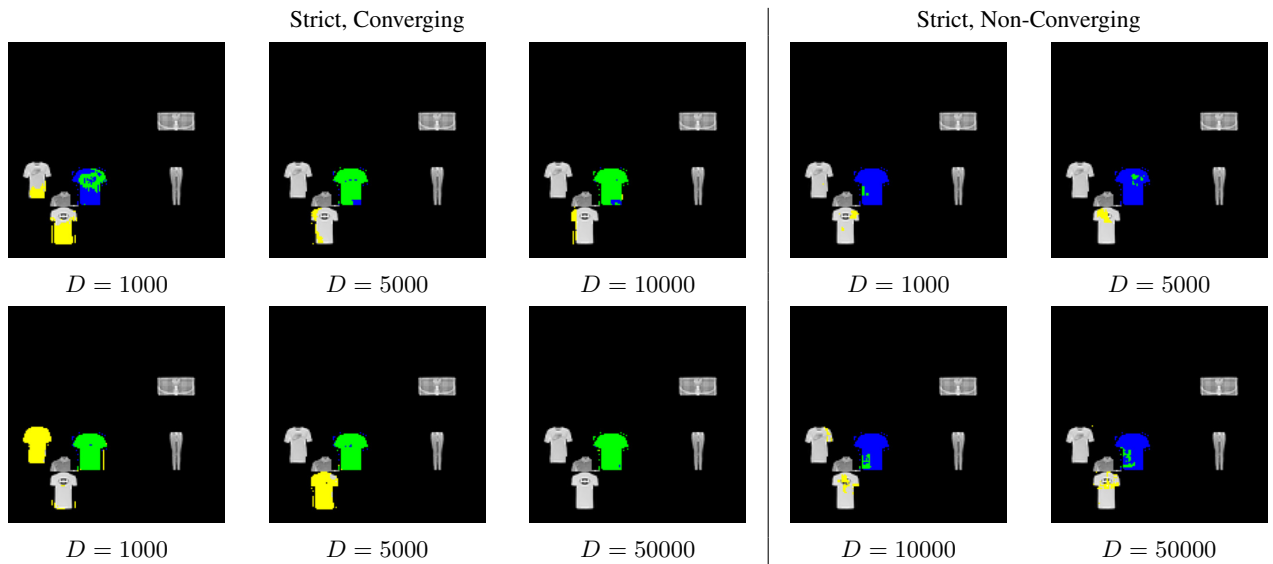 Strict, Converging
Strict, Non-Converging
D = 1000
D = 5000
D = 10000
D = 1000
D = 5000
D = 1000
D = 5000
D = 50000
D = 10000
D = 50000